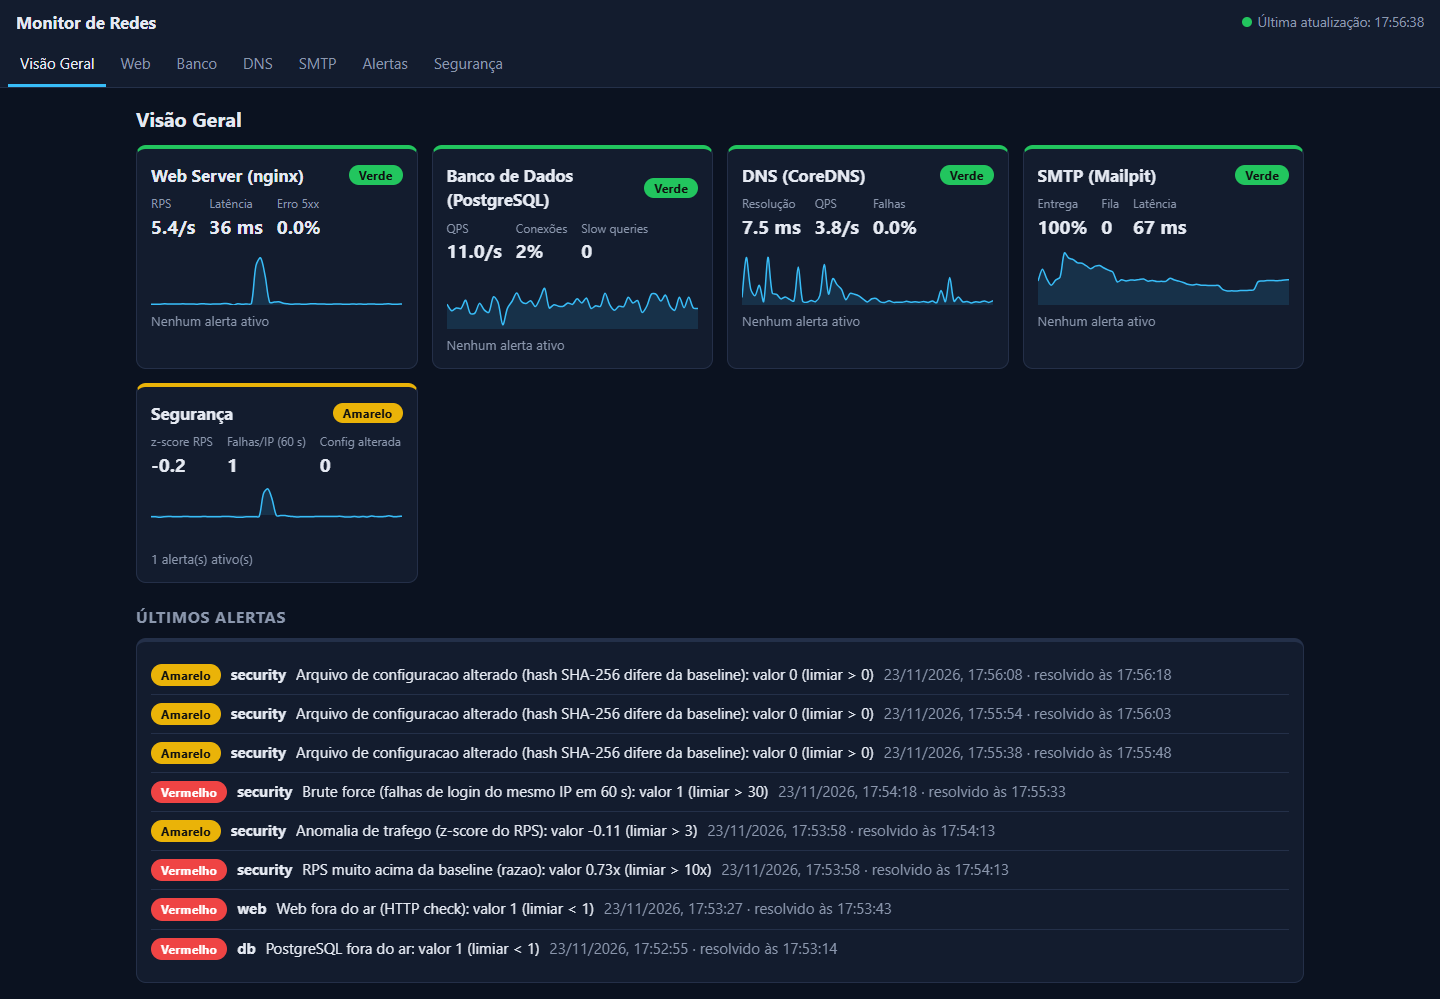 Monitor de Redes
Última atualização: 17:56:38
Visão Geral Web Banco DNS SMTP Alertas Segurança
Visão Geral
Web Server (nginx) Verde
RPS Latência Erro 5xx
5.4/s 36 ms 0.0%
Nenhum alerta ativo
Banco de Dados
(PostgreSQL) Verde
QPS Conexões Slow queries
11.0/s 2% 0
Nenhum alerta ativo
DNS (CoreDNS) Verde
Resolução QPS Falhas
7.5 ms 3.8/s 0.0%
Nenhum alerta ativo
SMTP (Mailpit) Verde
Entrega Fila Latência
100% 0 67 ms
Nenhum alerta ativo
Segurança Amarelo
z-score RPS Falhas/IP (60 s) Config alterada
-0.2 1 0
1 alerta(s) ativo(s)
ÚLTIMOS ALERTAS
Amarelo security Arquivo de configuracao alterado (hash SHA-256 difere da baseline): valor 0 (limiar > 0) 23/11/2026, 17:56:08 · resolvido às 17:56:18
Amarelo security Arquivo de configuracao alterado (hash SHA-256 difere da baseline): valor 0 (limiar > 0) 23/11/2026, 17:55:54 · resolvido às 17:56:03
Amarelo security Arquivo de configuracao alterado (hash SHA-256 difere da baseline): valor 0 (limiar > 0) 23/11/2026, 17:55:38 · resolvido às 17:55:48
Vermelho security Brute force (falhas de login do mesmo IP em 60 s): valor 1 (limiar > 30) 23/11/2026, 17:54:18 · resolvido às 17:55:33
Amarelo security Anomalia de trafego (z-score do RPS): valor -0.11 (limiar > 3) 23/11/2026, 17:53:58 · resolvido às 17:54:13
Vermelho security RPS muito acima da baseline (razao): valor 0.73x (limiar > 10x) 23/11/2026, 17:53:58 · resolvido às 17:54:13
Vermelho web Web fora do ar (HTTP check): valor 1 (limiar < 1) 23/11/2026, 17:53:27 · resolvido às 17:53:43
Vermelho db PostgreSQL fora do ar: valor 1 (limiar < 1) 23/11/2026, 17:52:55 · resolvido às 17:53:14